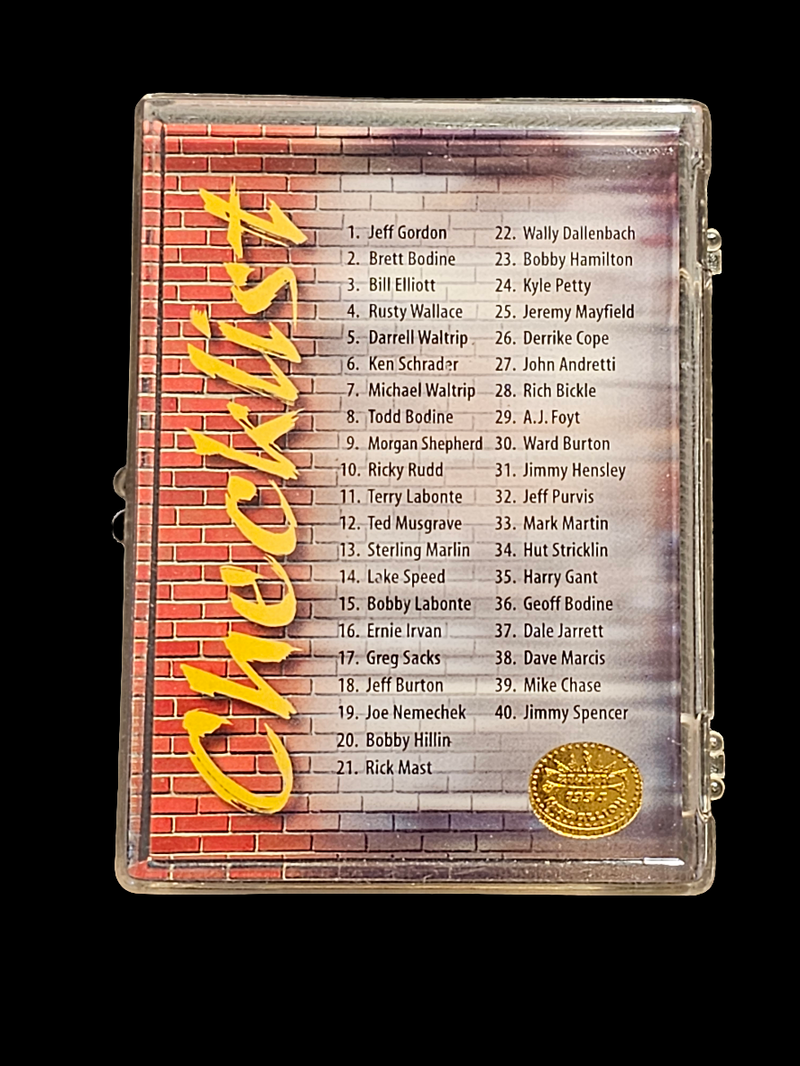 Checklist
1. Jeff Gordon
2. Brett Bodine
3. Bill Elliott
4. Rusty Wallace
5. Darrell Waltrip
6. Ken Schrader
7. Michael Waltrip
8. Todd Bodine
9. Morgan Shepherd
10. Ricky Rudd
11. Terry Labonte
12. Ted Musgrave
13. Sterling Marlin
14. Lake Speed
15. Bobby Labonte
16. Ernie Irvan
17. Greg Sacks
18. Jeff Burton
19. Joe Nemechek
20. Bobby Hillin
21. Rick Mast
22. Wally Dallenbach
23. Bobby Hamilton
24. Kyle Petty
25. Jeremy Mayfield
26. Derrike Cope
27. John Andretti
28. Rich Bickle
29. A.J. Foyt
30. Ward Burton
31. Jimmy Hensley
32. Jeff Purvis
33. Mark Martin
34. Hut Stricklin
35. Harry Gant
36. Geoff Bodine
37. Dale Jarrett
38. Dave Marcis
39. Mike Chase
40. Jimmy Spencer